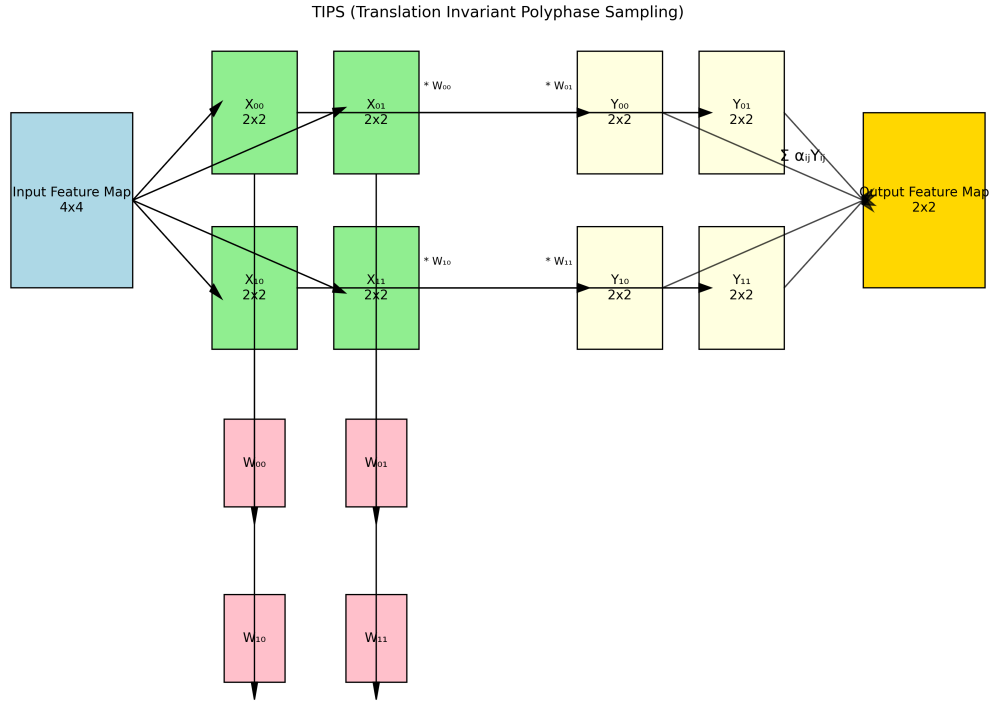 TIPS (Translation Invariant Polyphase Sampling)
Input Feature Map
4x4
X₀₀
2x2
X₀₁
2x2
* W₀₀
* W₀₁
Y₀₀
2x2
Y₀₁
2x2
Σ αᵢⱼYᵢⱼ
Output Feature Map
2x2
X₁₀
2x2
X₁₁
2x2
* W₁₀
* W₁₁
Y₁₀
2x2
Y₁₁
2x2
W₀₀
W₀₁
W₁₀
W₁₁